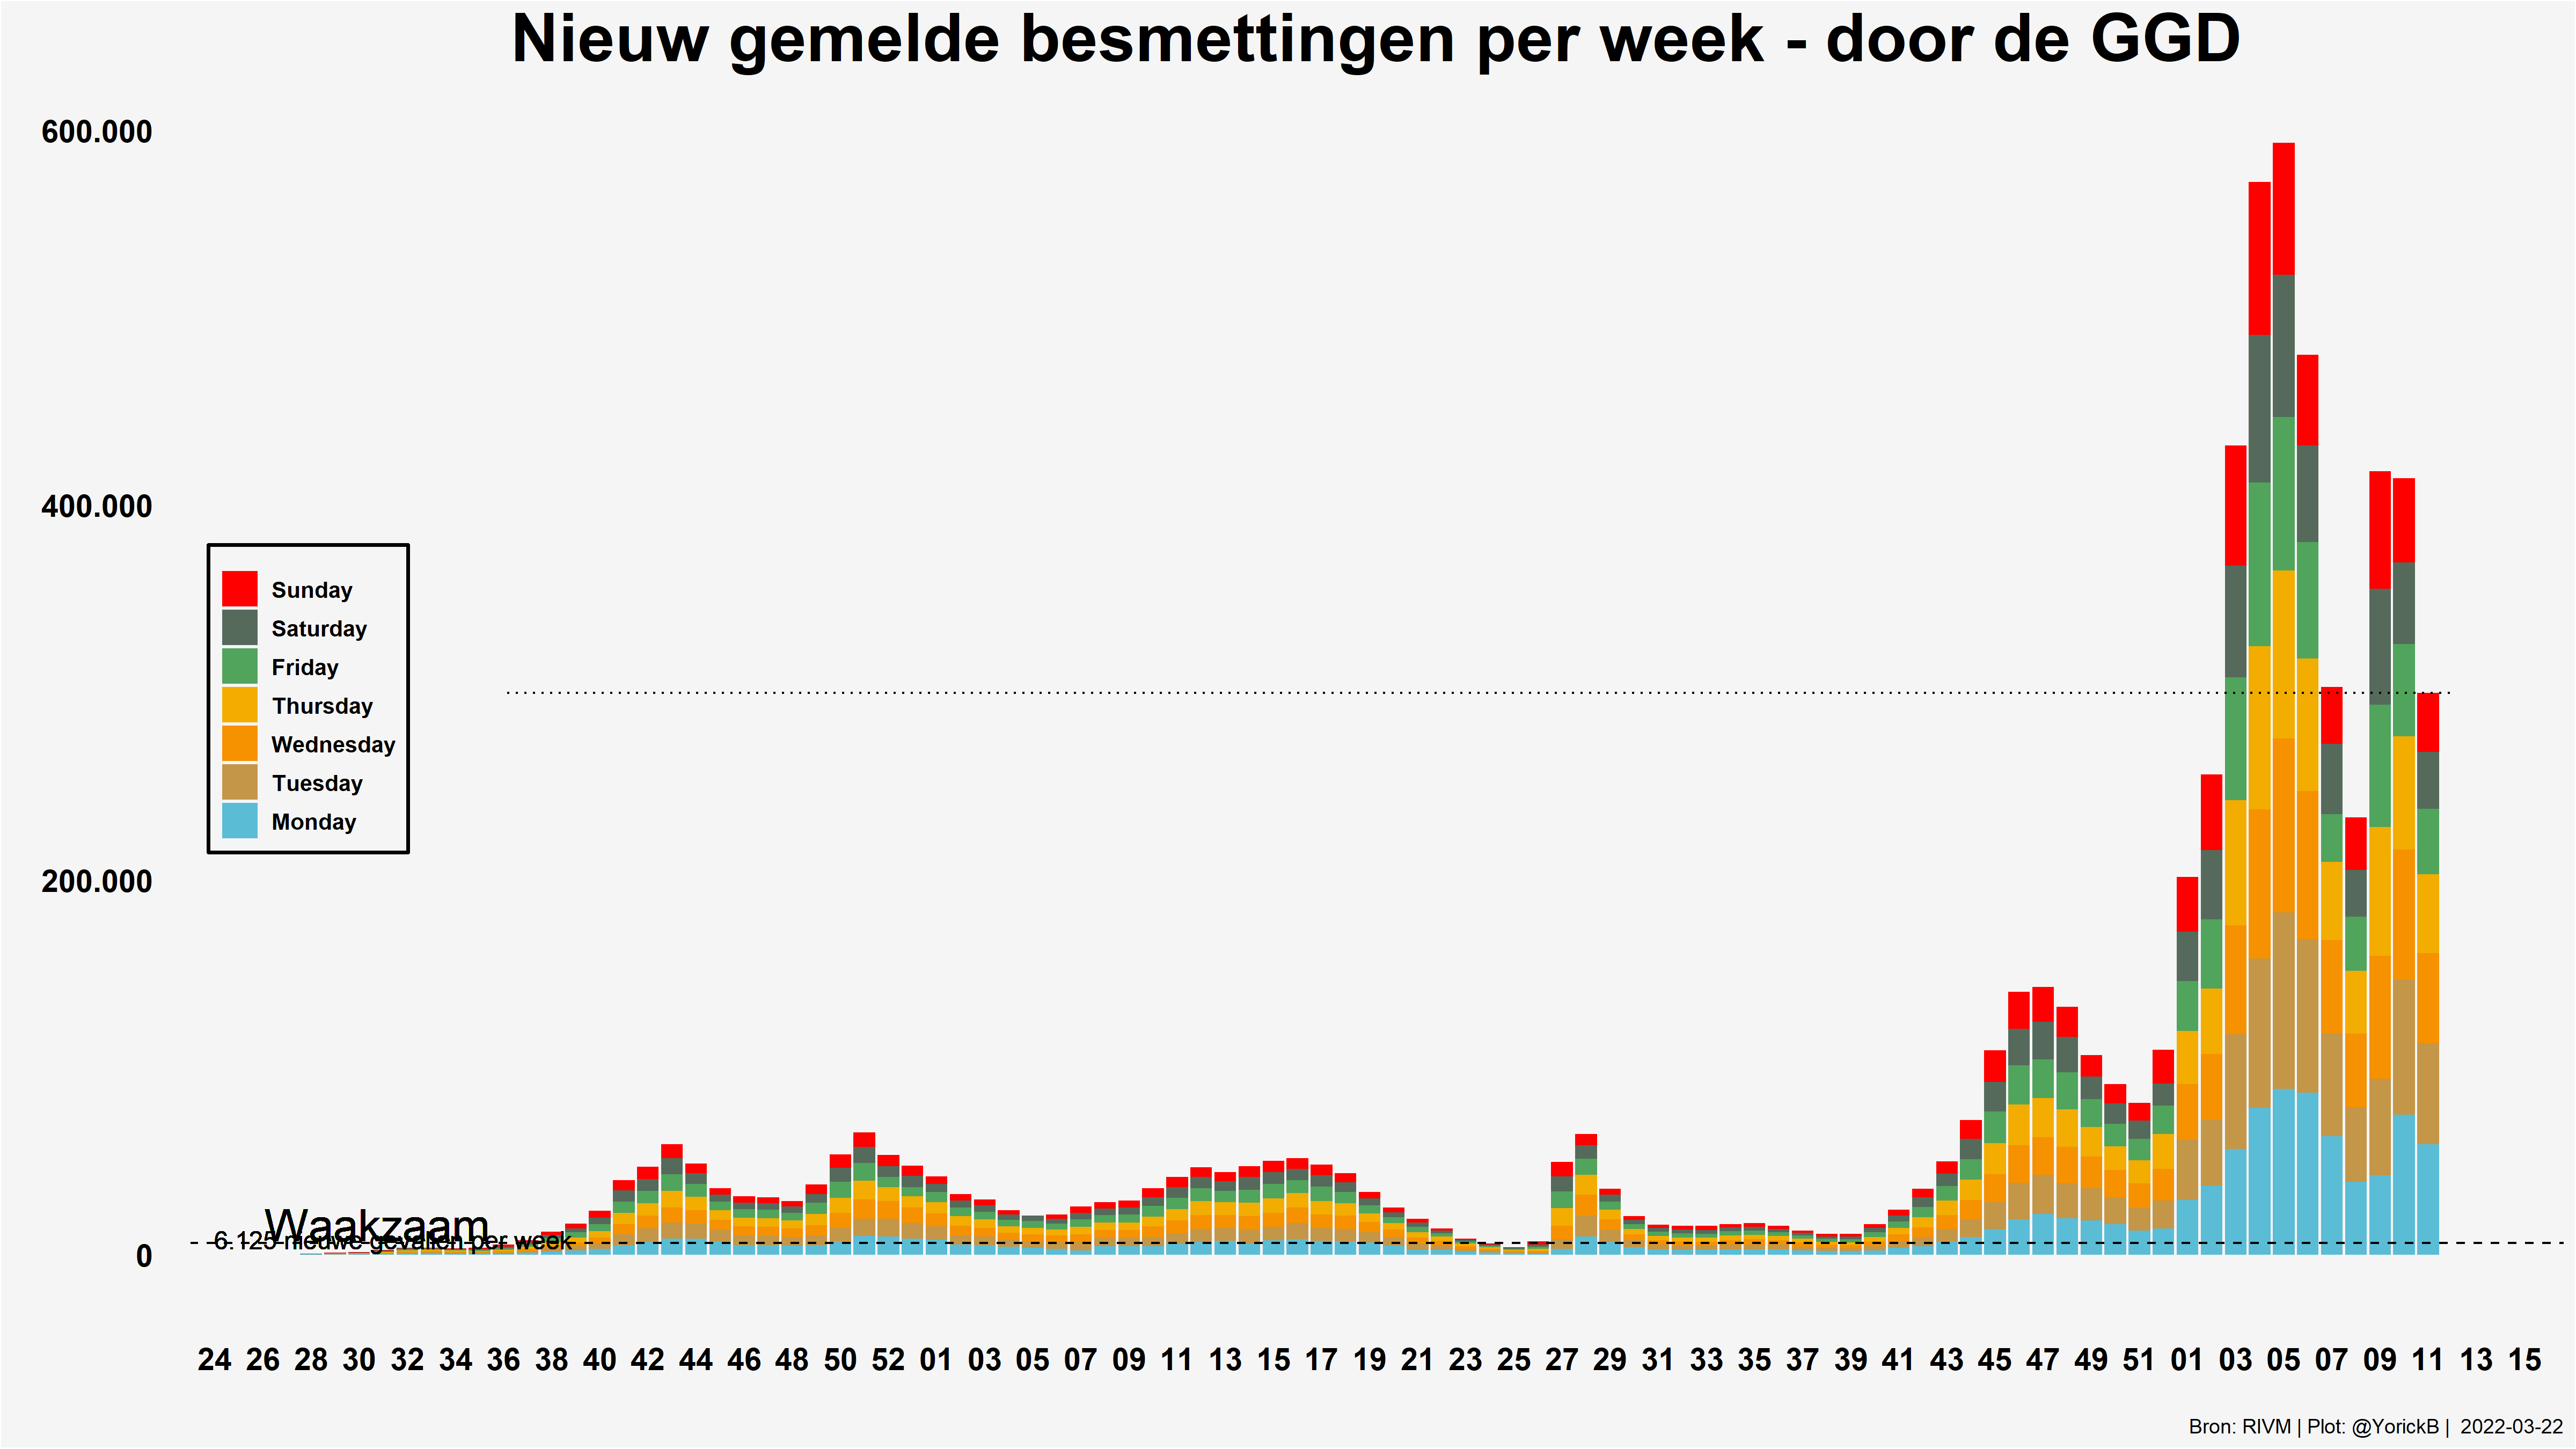 Nieuw gemelde besmettingen per week - door de GGD
600.000
400.000
200.000
0
Sunday
Saturday
Friday
Thursday
Wednesday
Tuesday
Monday
Waakzaam
6.125 nieuwe gevallen per week
24 26 28 30 32 34 36 38 40 42 44 46 48 50 52 01 03 05 07 09 11 13 15 17 19 21 23 25 27 29 31 33 35 37 39 41 43 45 47 49 51 01 03 05 07 09 11 13 15
Bron: RIVM | Plot: @YorickB | 2022-03-22